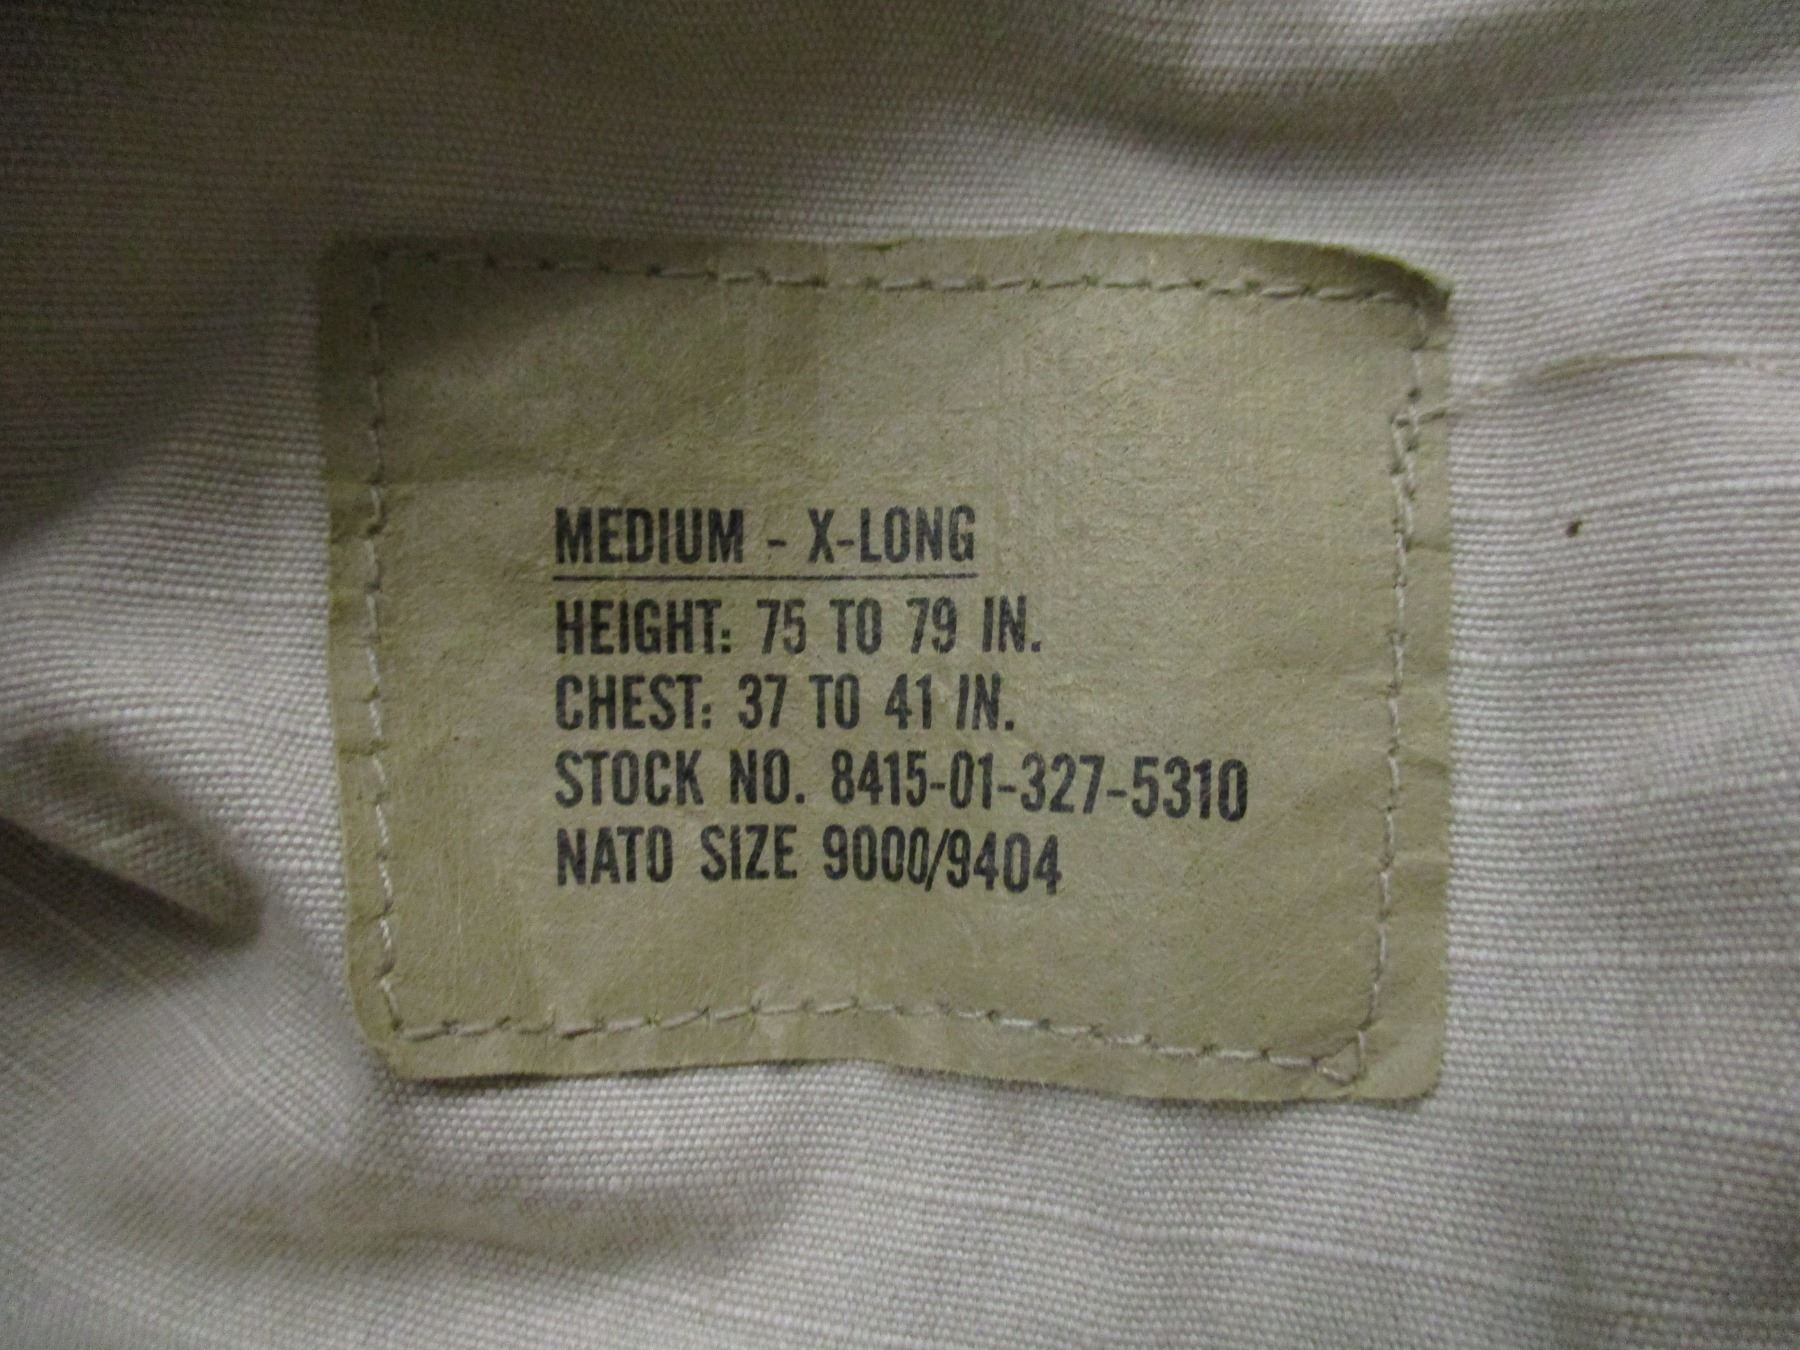 MEDIUM - X-LONG
HEIGHT: 75 TO 79 IN.
CHEST: 37 TO 41 IN.
STOCK NO. 8415-01-327-5310
NATO SIZE 9000/9404